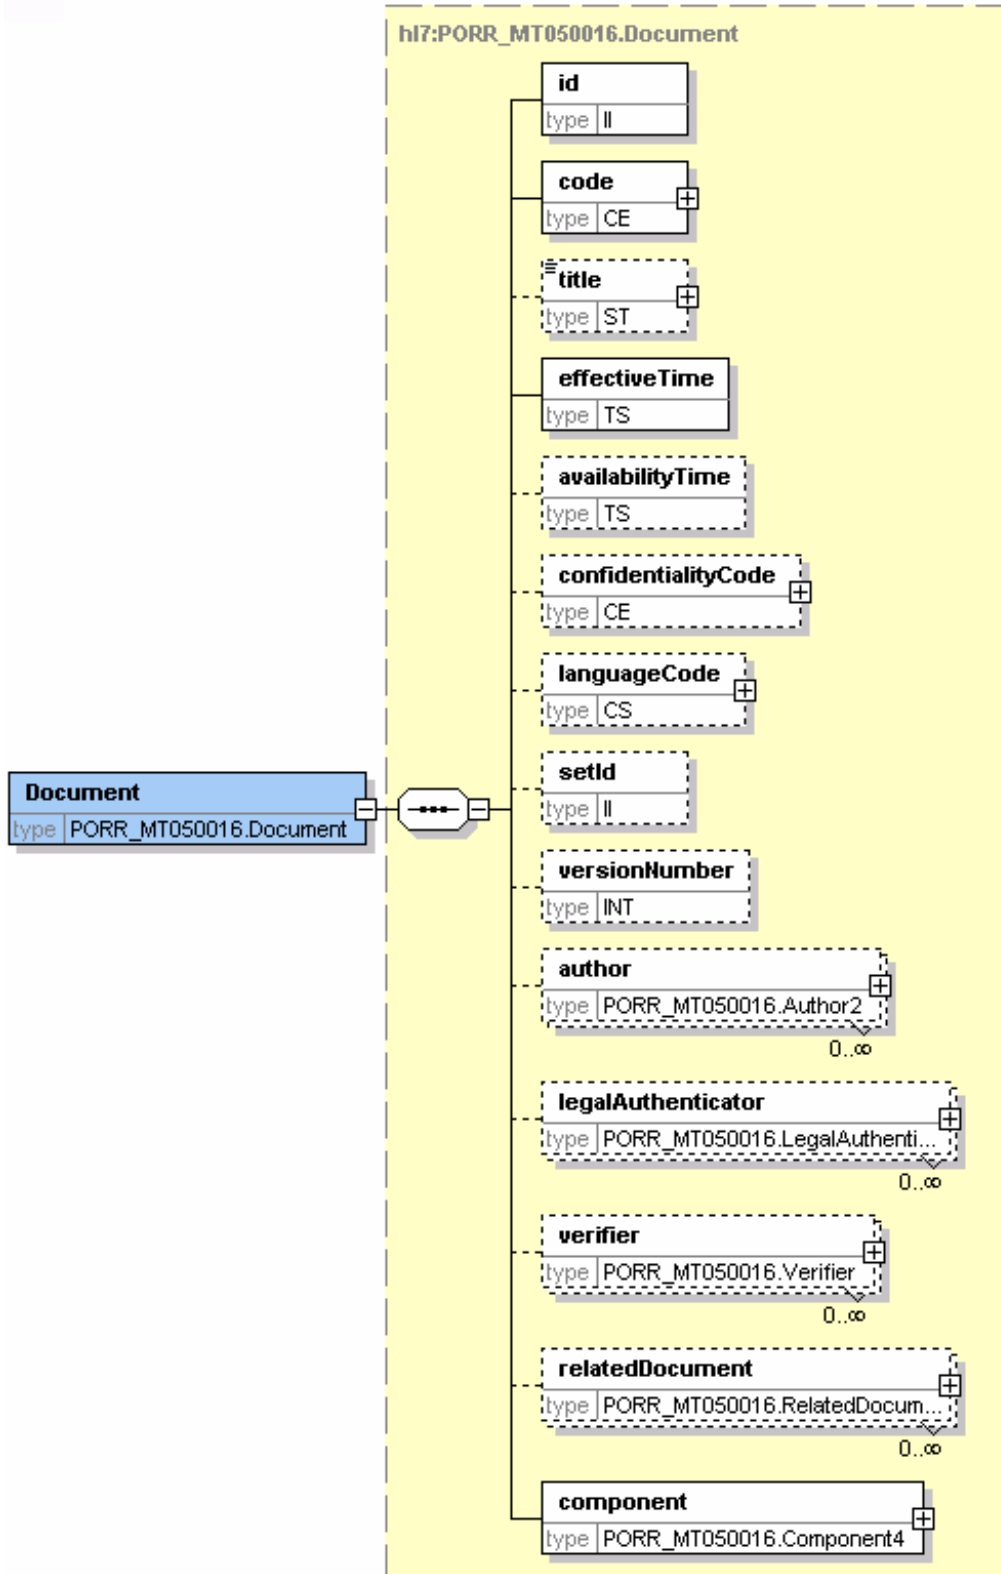 hl7:PORR_MT050016.Document
id
type II
code
type CE
title
type ST
effectiveTime
type TS
availabilityTime
type TS
confidentialityCode
type CE
languageCode
type CS
setId
type II
Document
type PORR_MT050016.Document
versionNumber
type INT
author
type PORR_MT050016.Author2
0..∞
legalAuthenticator
type PORR_MT050016.LegalAuthenti...
0..∞
verifier
type PORR_MT050016.Verifier
0..∞
relatedDocument
type PORR_MT050016.RelatedDocum...
0..∞
component
type PORR_MT050016.Component4